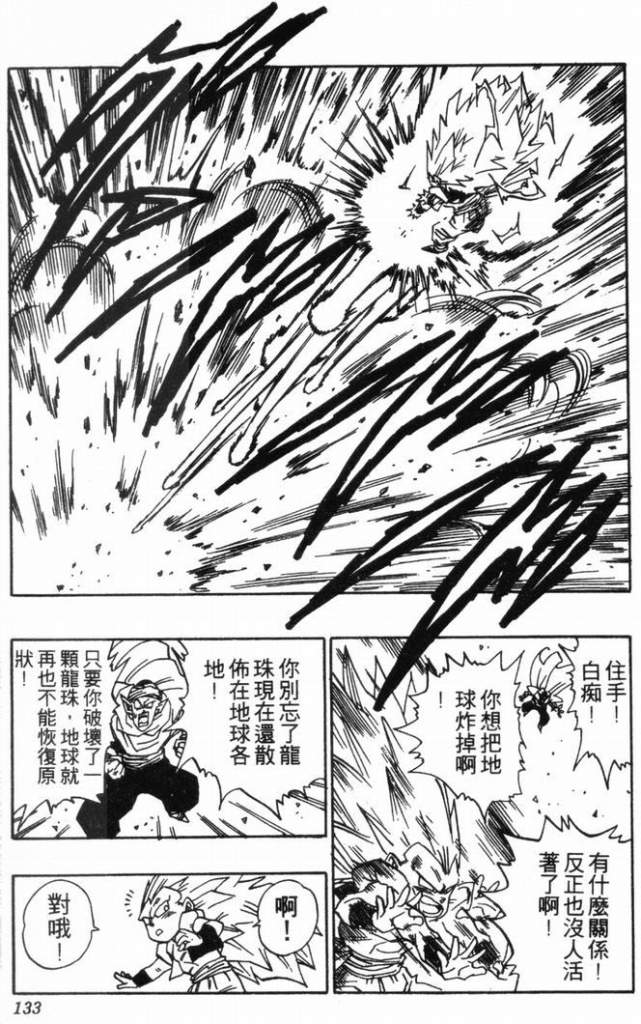 住手！
白痴！
你想把地
球炸掉啊
！
有什麼關係！
反正也沒人活
著了啊！
你別忘了龍
珠現在還散
佈在地球各
地！
只要你破壞了一
顆龍珠，地球就
再也不能恢復原
狀！
啊！
對哦！
133